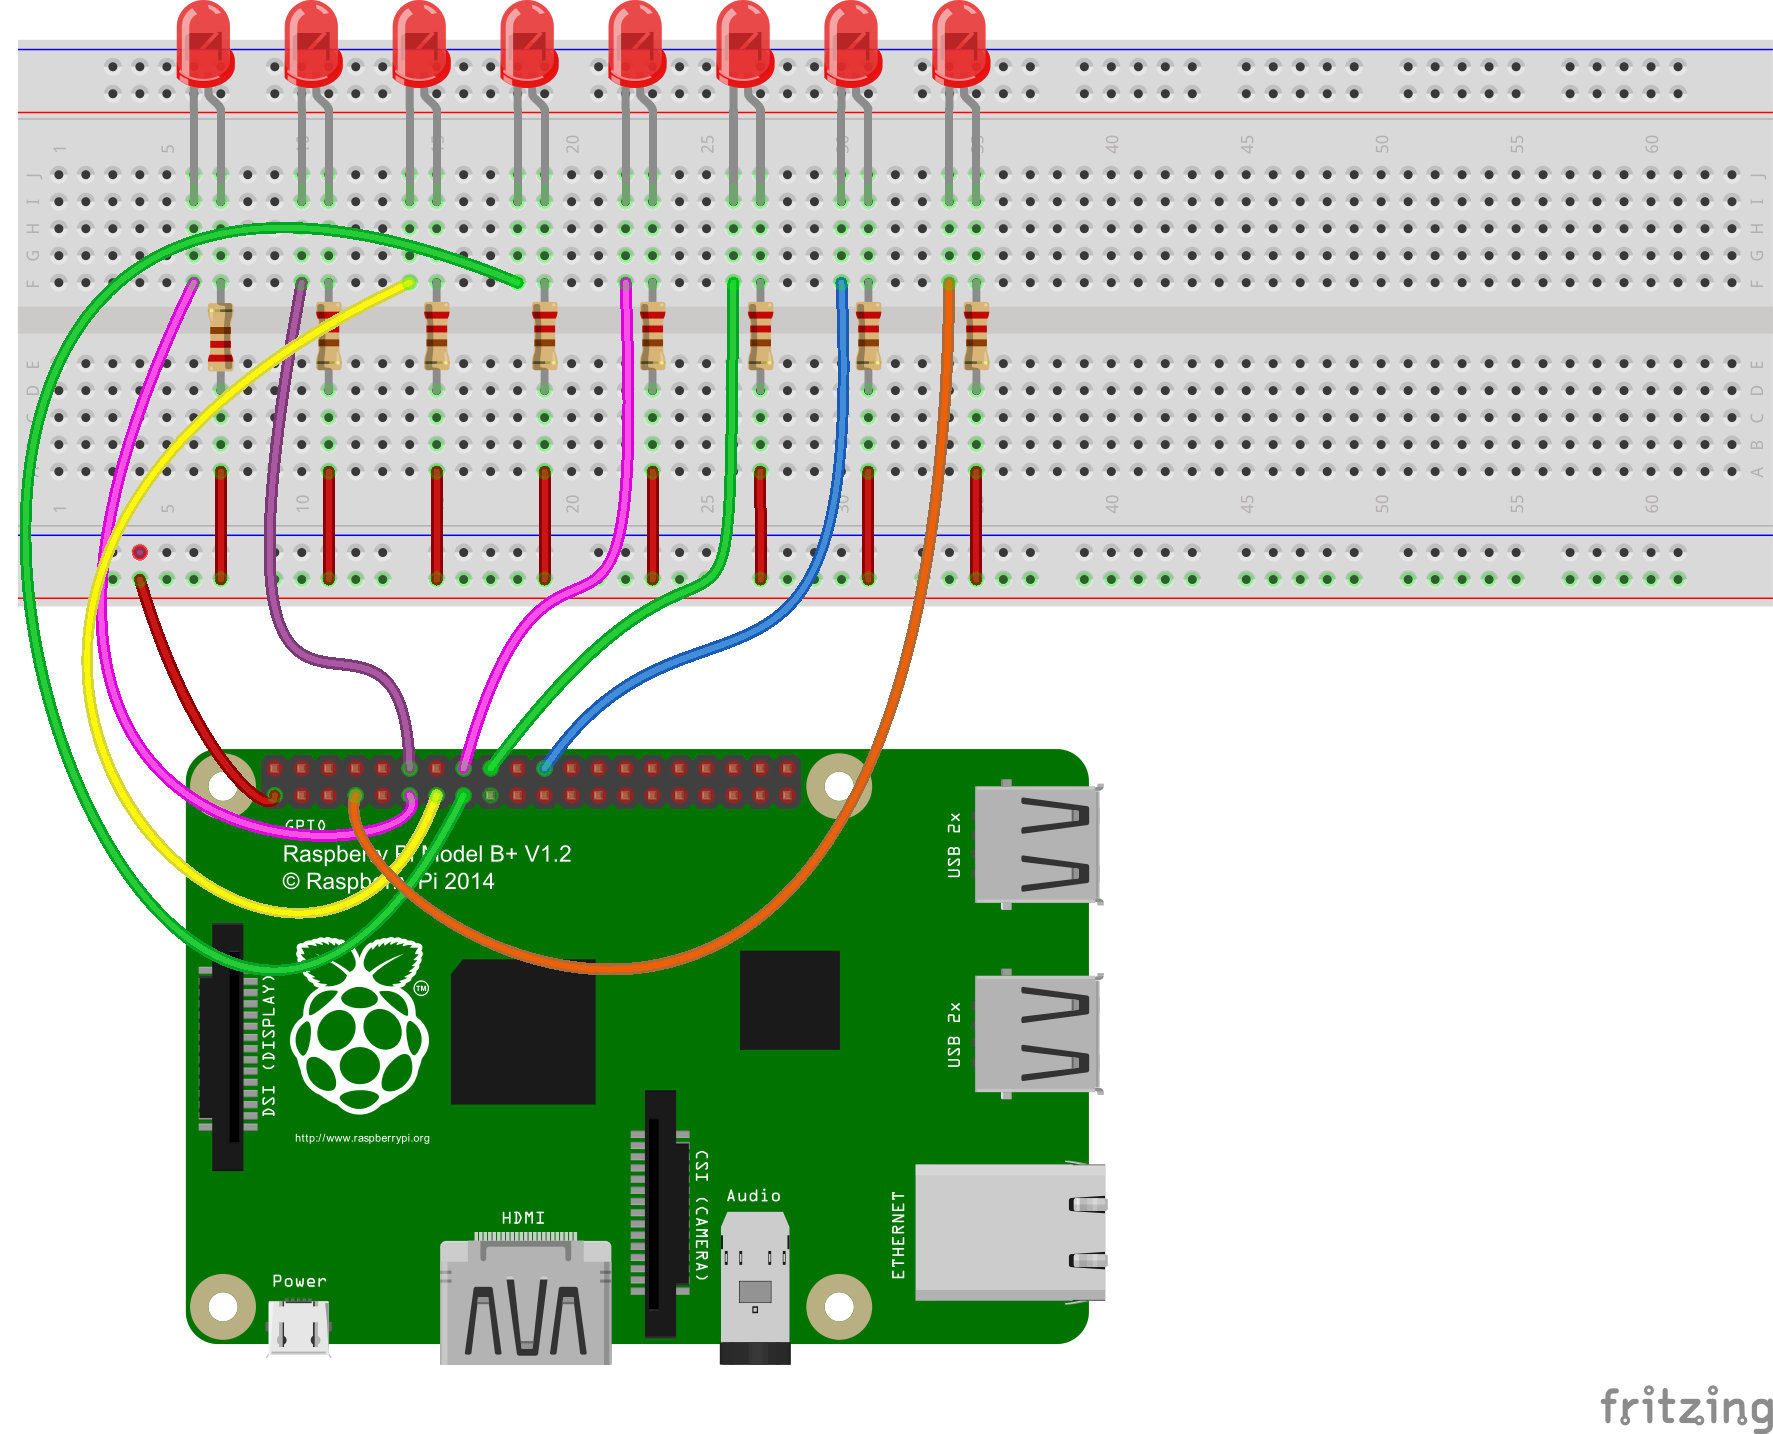 1 5 10 15 20 25 30 35 40 45 50 55 60
J J
I I
H H
G G
F F
E E
D D
C C
B B
A
1 5 10 20 25 30 40 45 50 55 60
GPIO
Raspberry Pi Model B+ V1.2
© Raspberry Pi 2014
USB 2x
TM
DSI (DISPLAY)
USB 2x
http://www.raspberrypi.org
CSI (CAMERA)
Audio
ETHERNET
HDMI
Power
fritzing